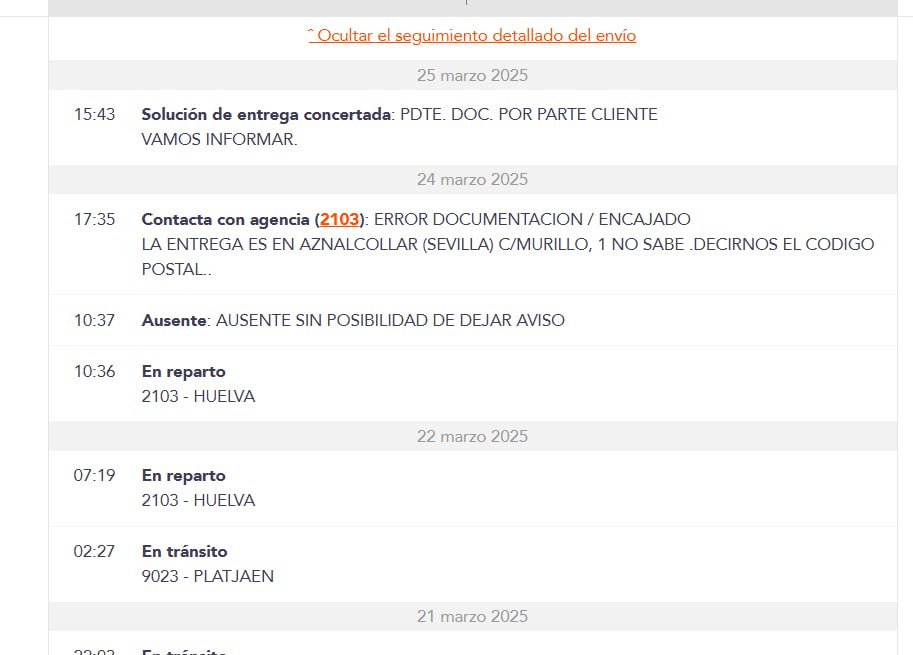 ˆ Ocultar el seguimiento detallado del envío
25 marzo 2025
15:43 Solución de entrega concertada: PDTE. DOC. POR PARTE CLIENTE
VAMOS INFORMAR.
24 marzo 2025
17:35 Contacta con agencia (2103): ERROR DOCUMENTACION / ENCAJADO
LA ENTREGA ES EN AZNALCOLLAR (SEVILLA) C/MURILLO, 1 NO SABE .DECIRNOS EL CODIGO
POSTAL..
10:37 Ausente: AUSENTE SIN POSIBILIDAD DE DEJAR AVISO
10:36 En reparto
2103 - HUELVA
22 marzo 2025
07:19 En reparto
2103 - HUELVA
02:27 En tránsito
9023 - PLATJAEN
21 marzo 2025
En tránsito